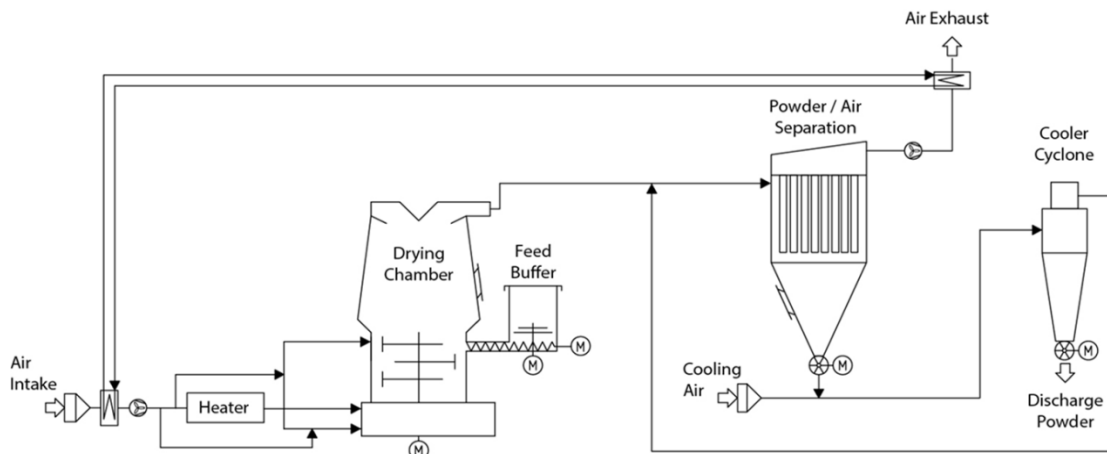 Air Exhaust
Powder / Air
Separation
Cooler
Cyclone
Drying
Chamber
Feed
Buffer
M
M
M
M
Air
Intake
Heater
Cooling
Air
Discharge
Powder
M